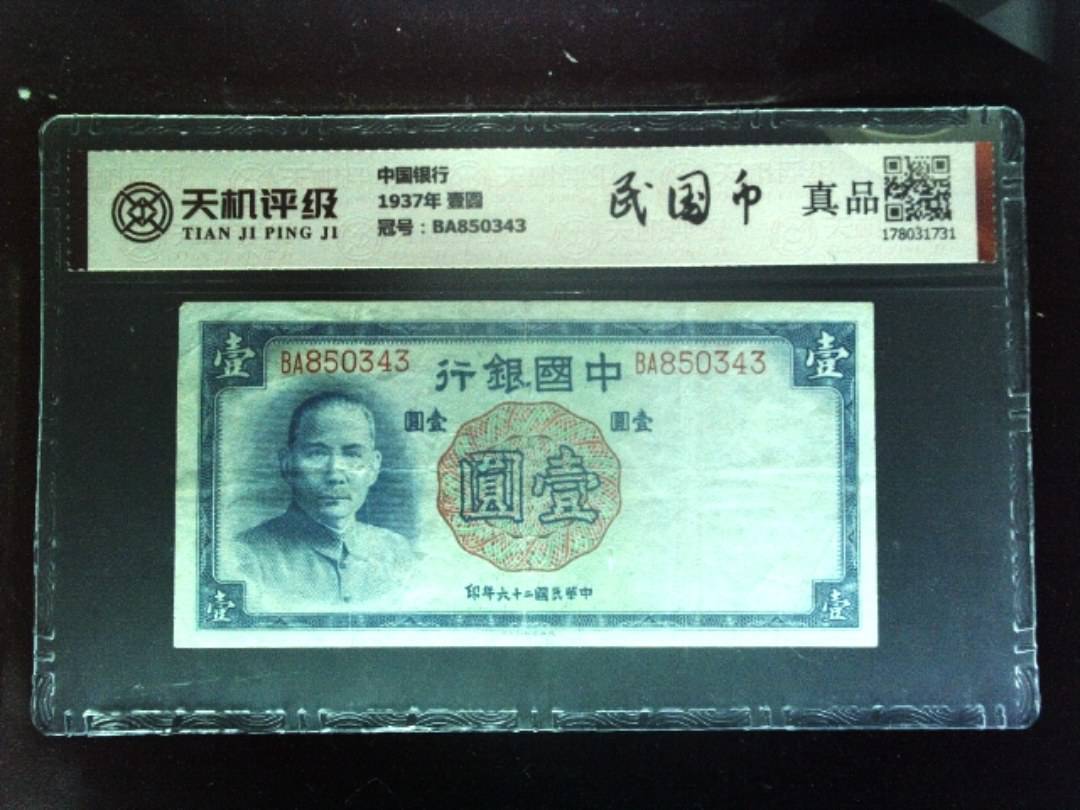 天机评级
TIAN JI PING JI
中国银行
1937年 壹圆
冠号：BA850343
民国币
真品
178031731
壹
壹
BA850343
行銀國中
BA850343
圓壹
圓壹
圓壹
印年六十二國民華中
壹
壹